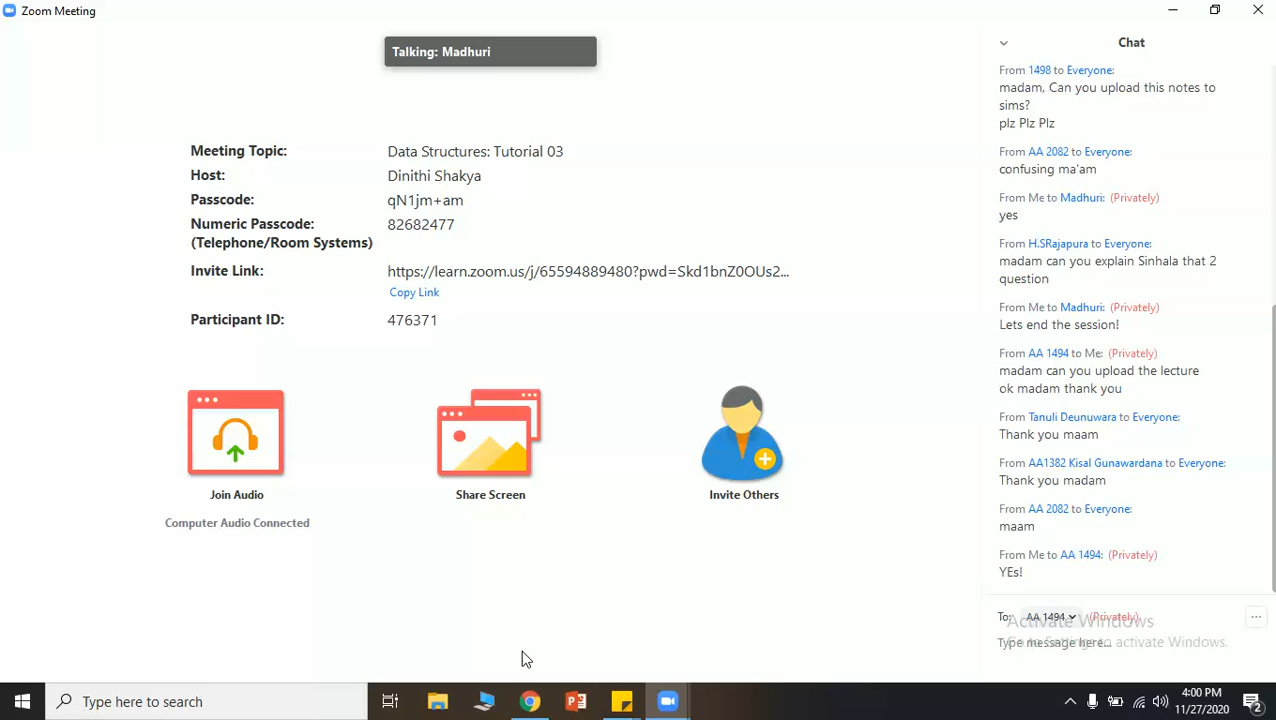 Zoom Meeting
Talking: Madhuri
Meeting Topic: Data Structures: Tutorial 03
Host: Dinithi Shakya
Passcode: qN1jm+am
Numeric Passcode: 82682477
(Telephone/Room Systems)
Invite Link: https://learn.zoom.us/j/65594889480?pwd=Skd1bnZ0OUs2...
Copy Link
Participant ID: 476371
Join Audio
Share Screen
Invite Others
Computer Audio Connected
Chat
From 1498 to Everyone:
madam, Can you upload this notes to
sims?
plz Plz Plz
From AA 2082 to Everyone:
confusing ma'am
From Me to Madhuri: (Privately)
yes
From H.SRajapura to Everyone:
madam can you explain Sinhala that 2
question
From Me to Madhuri: (Privately)
Lets end the session!
From AA 1494 to Me: (Privately)
madam can you upload the lecture
ok madam thank you
From Tanuli Deunuwara to Everyone:
Thank you maam
From AA1382 Kisal Gunawardana to Everyone:
Thank you madam
From AA 2082 to Everyone:
maam
From Me to AA 1494: (Privately)
YEs!
To: AA 1494 (Privately)
Activate Windows
Type message here...
Go to Settings to activate Windows.
Type here to search
4:00 PM
11/27/2020
2